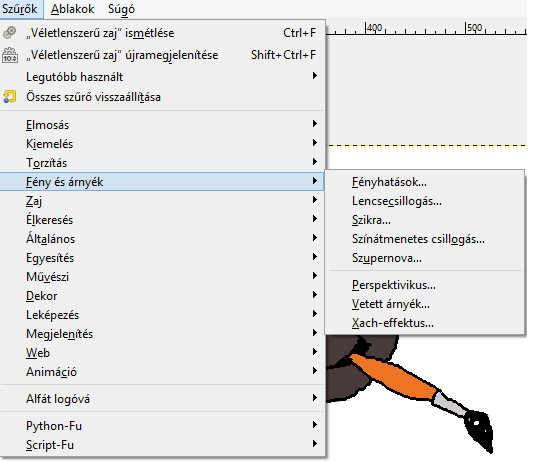 Szűrők Ablakok Súgó
„Véletlenszerű zaj” ismétlése Ctrl+F
„Véletlenszerű zaj” újramegjelenítése Shift+Ctrl+F
Legutóbb használt
Összes szűrő visszaállítása
Elmosás
Kiemelés
Torzítás
Fény és árnyék
Zaj
Élkeresés
Általános
Egyesítés
Művészi
Dekor
Leképezés
Megjelenítés
Web
Animáció
Alfát logóvá
Python-Fu
Script-Fu
400 500
Fényhatások...
Lencsecsillogás...
Szikra...
Színátmenetes csillogás...
Szupernova...
Perspektivikus...
Vetett árnyék...
Xach-effektus...